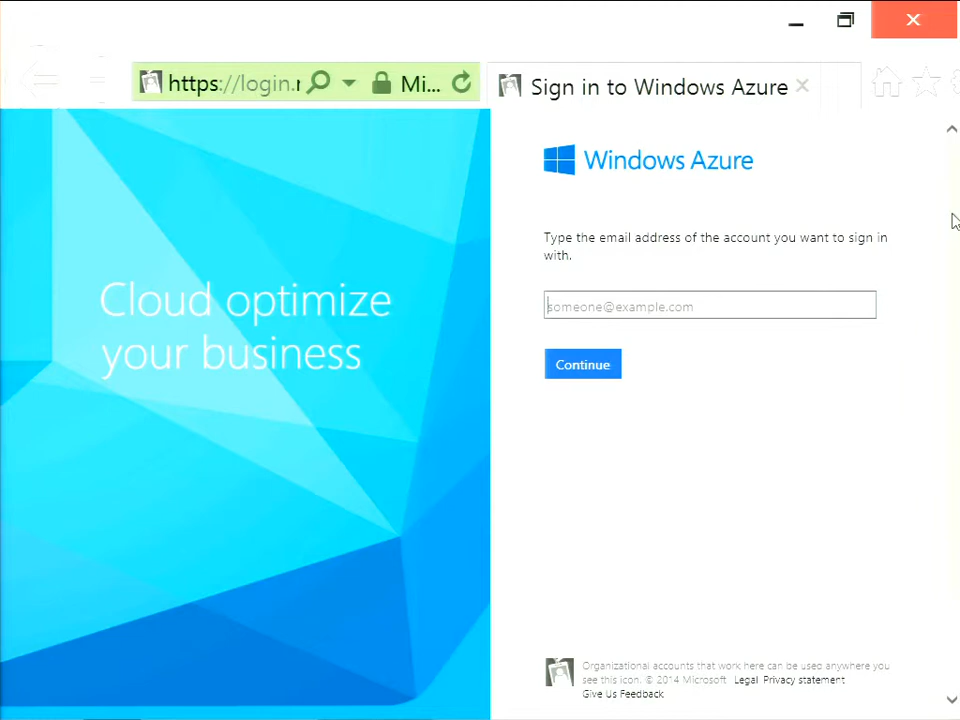 https://login.
Mi...
Sign in to Windows Azure
Windows Azure
Type the email address of the account you want to sign in
with.
someone@example.com
Continue
Cloud optimize
your business
Organizational accounts that work here can be used anywhere you
see this icon. © 2014 Microsoft Legal Privacy statement
Give Us Feedback